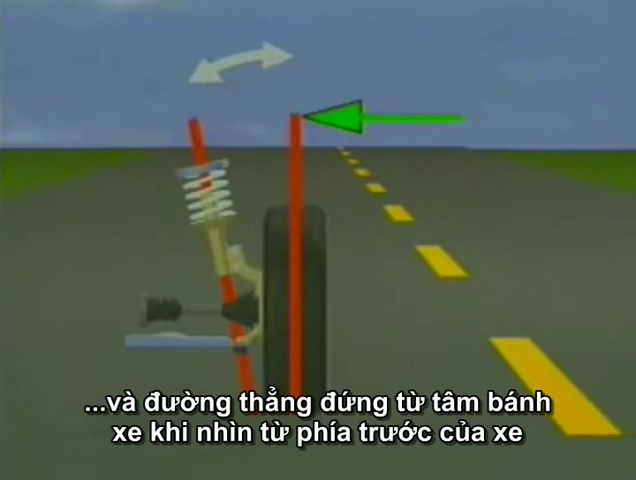 ...và đường thẳng đứng từ tâm bánh
xe khi nhìn từ phía trước của xe